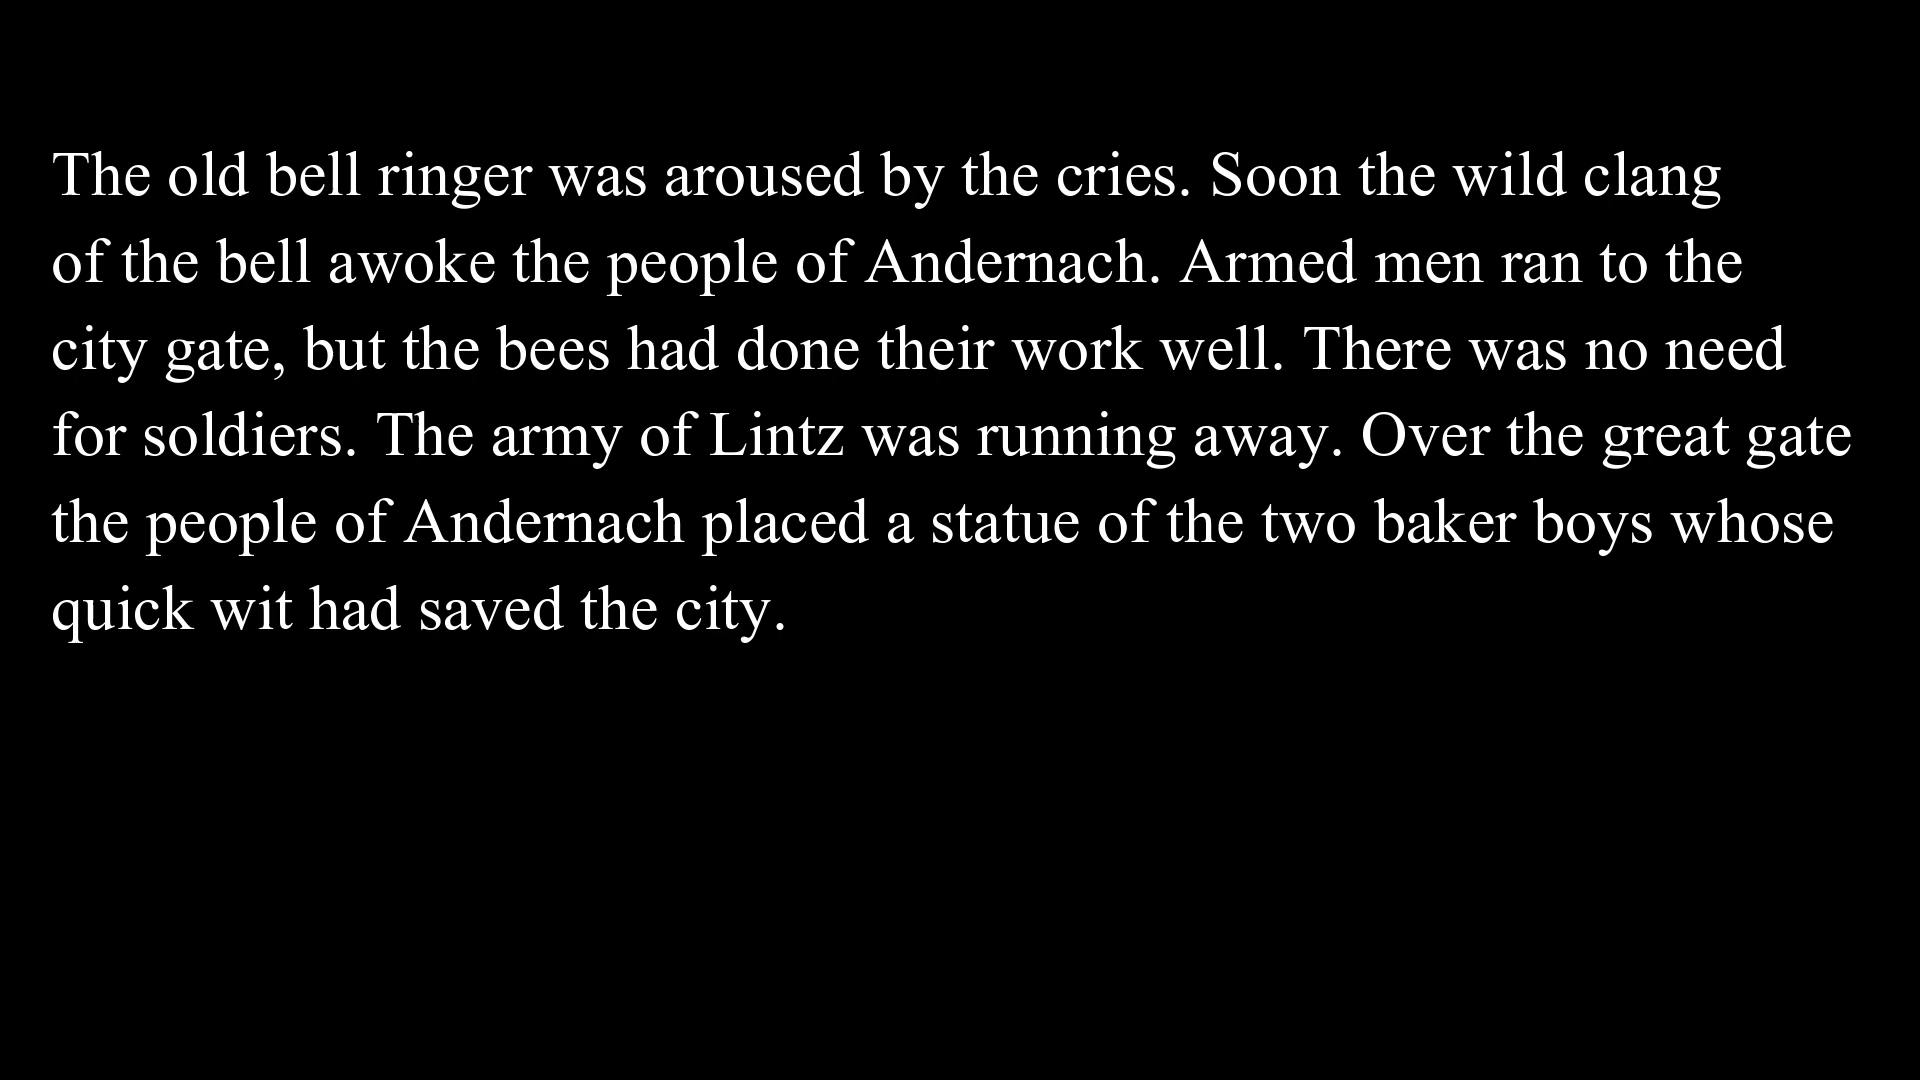 The old bell ringer was aroused by the cries. Soon the wild clang
of the bell awoke the people of Andernach. Armed men ran to the
city gate, but the bees had done their work well. There was no need
for soldiers. The army of Lintz was running away. Over the great gate
the people of Andernach placed a statue of the two baker boys whose
quick wit had saved the city.